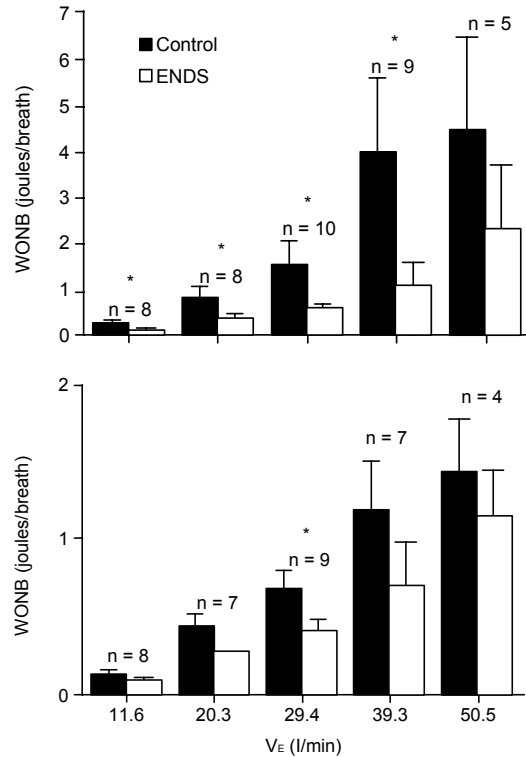 7
6
5
4
3
2
1
0
WONB (joules/breath)
Control
ENDS
*
n = 8
*
n = 8
*
n = 10
*
n = 9
n = 5
2
1
0
WONB (joules/breath)
n = 8
n = 7
*
n = 9
n = 7
n = 4
11.6 20.3 29.4 39.3 50.5
VE (l/min)